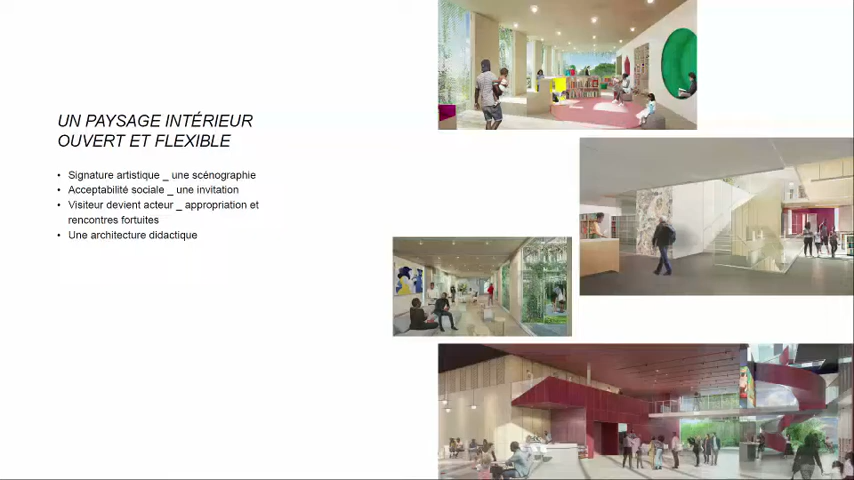 UN PAYSAGE INTÉRIEUR
OUVERT ET FLEXIBLE
• Signature artistique _ une scénographie
• Acceptabilité sociale _ une invitation
• Visiteur devient acteur _ appropriation et
rencontres fortuites
• Une architecture didactique